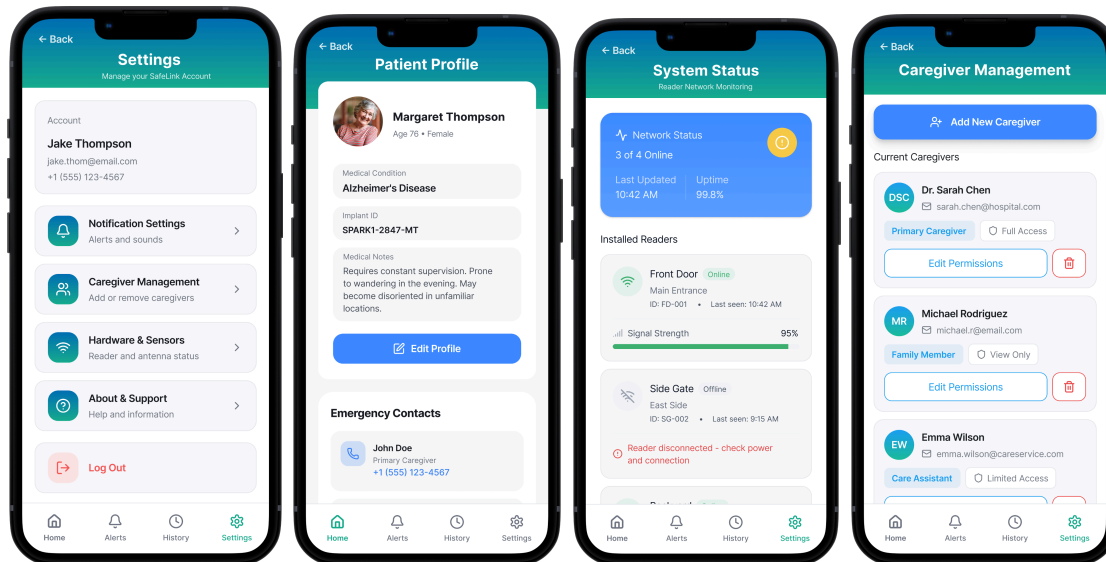 ← Back
Settings
Manage your SafeLink Account
Account
Jake Thompson
jake.thom@email.com
+1 (555) 123-4567
Notification Settings
Alerts and sounds
Caregiver Management
Add or remove caregivers
Hardware & Sensors
Reader and antenna status
About & Support
Help and information
Log Out
Home
Alerts
History
Settings
← Back
Patient Profile
Margaret Thompson
Age 76 • Female
Medical Condition
Alzheimer's Disease
Implant ID
SPARK1-2847-MT
Medical Notes
Requires constant supervision. Prone
to wandering in the evening. May
become disoriented in unfamiliar
locations.
Edit Profile
Emergency Contacts
John Doe
Primary Caregiver
+1 (555) 123-4567
Home
Alerts
History
Settings
← Back
System Status
Reader Network Monitoring
Network Status
3 of 4 Online
Last Updated
10:42 AM
Uptime
99.8%
Installed Readers
Front Door Online
Main Entrance
ID: FD-001 • Last seen: 10:42 AM
Signal Strength 95%
Side Gate Offline
East Side
ID: SG-002 • Last seen: 9:15 AM
Reader disconnected - check power
and connection
Home
Alerts
History
Settings
← Back
Caregiver Management
Add New Caregiver
Current Caregivers
DSC
Dr. Sarah Chen
sarah.chen@hospital.com
Primary Caregiver
Full Access
Edit Permissions
MR
Michael Rodriguez
michael.r@email.com
Family Member
View Only
Edit Permissions
EW
Emma Wilson
emma.wilson@careservice.com
Care Assistant
Limited Access
Home
Alerts
History
Settings